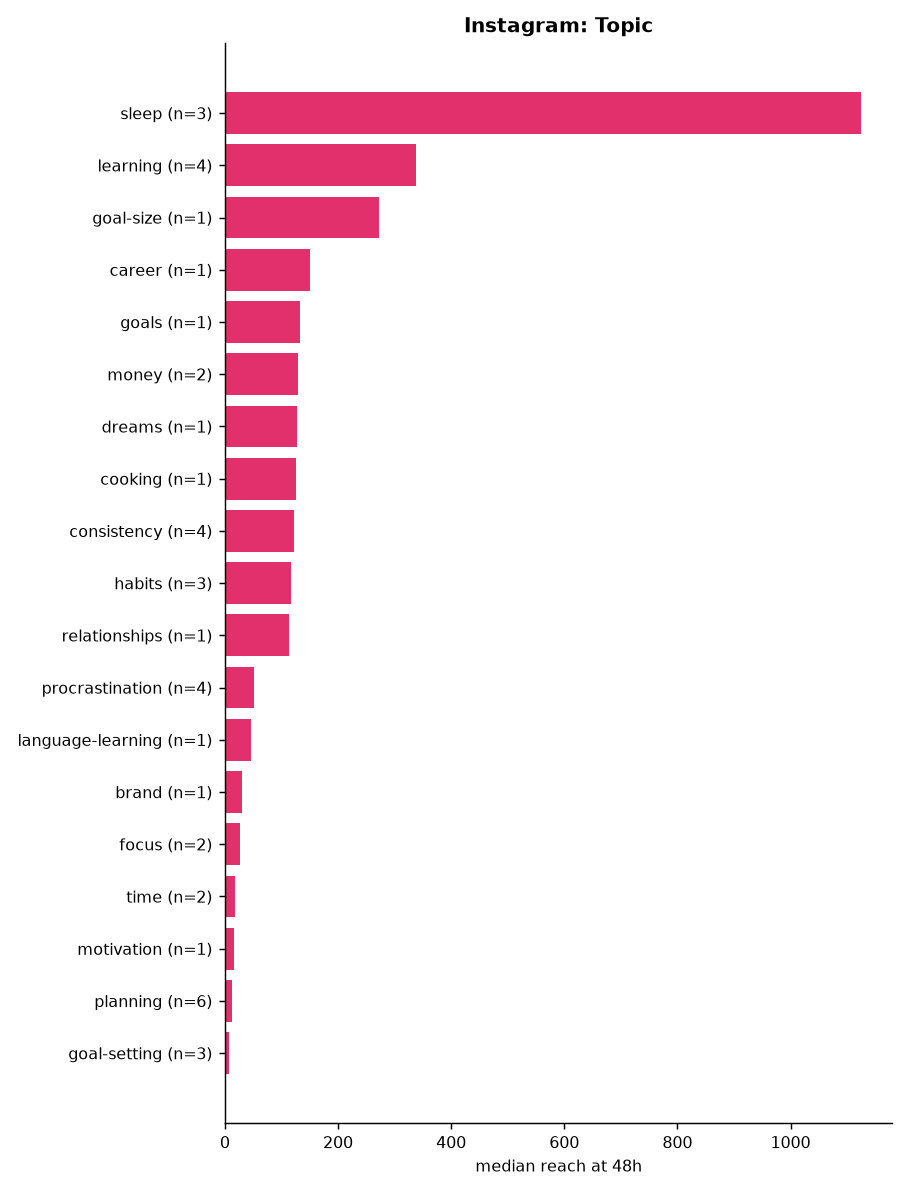 Instagram: Topic
sleep (n=3)
learning (n=4)
goal-size (n=1)
career (n=1)
goals (n=1)
money (n=2)
dreams (n=1)
cooking (n=1)
consistency (n=4)
habits (n=3)
relationships (n=1)
procrastination (n=4)
language-learning (n=1)
brand (n=1)
focus (n=2)
time (n=2)
motivation (n=1)
planning (n=6)
goal-setting (n=3)
0 200 400 600 800 1000
median reach at 48h